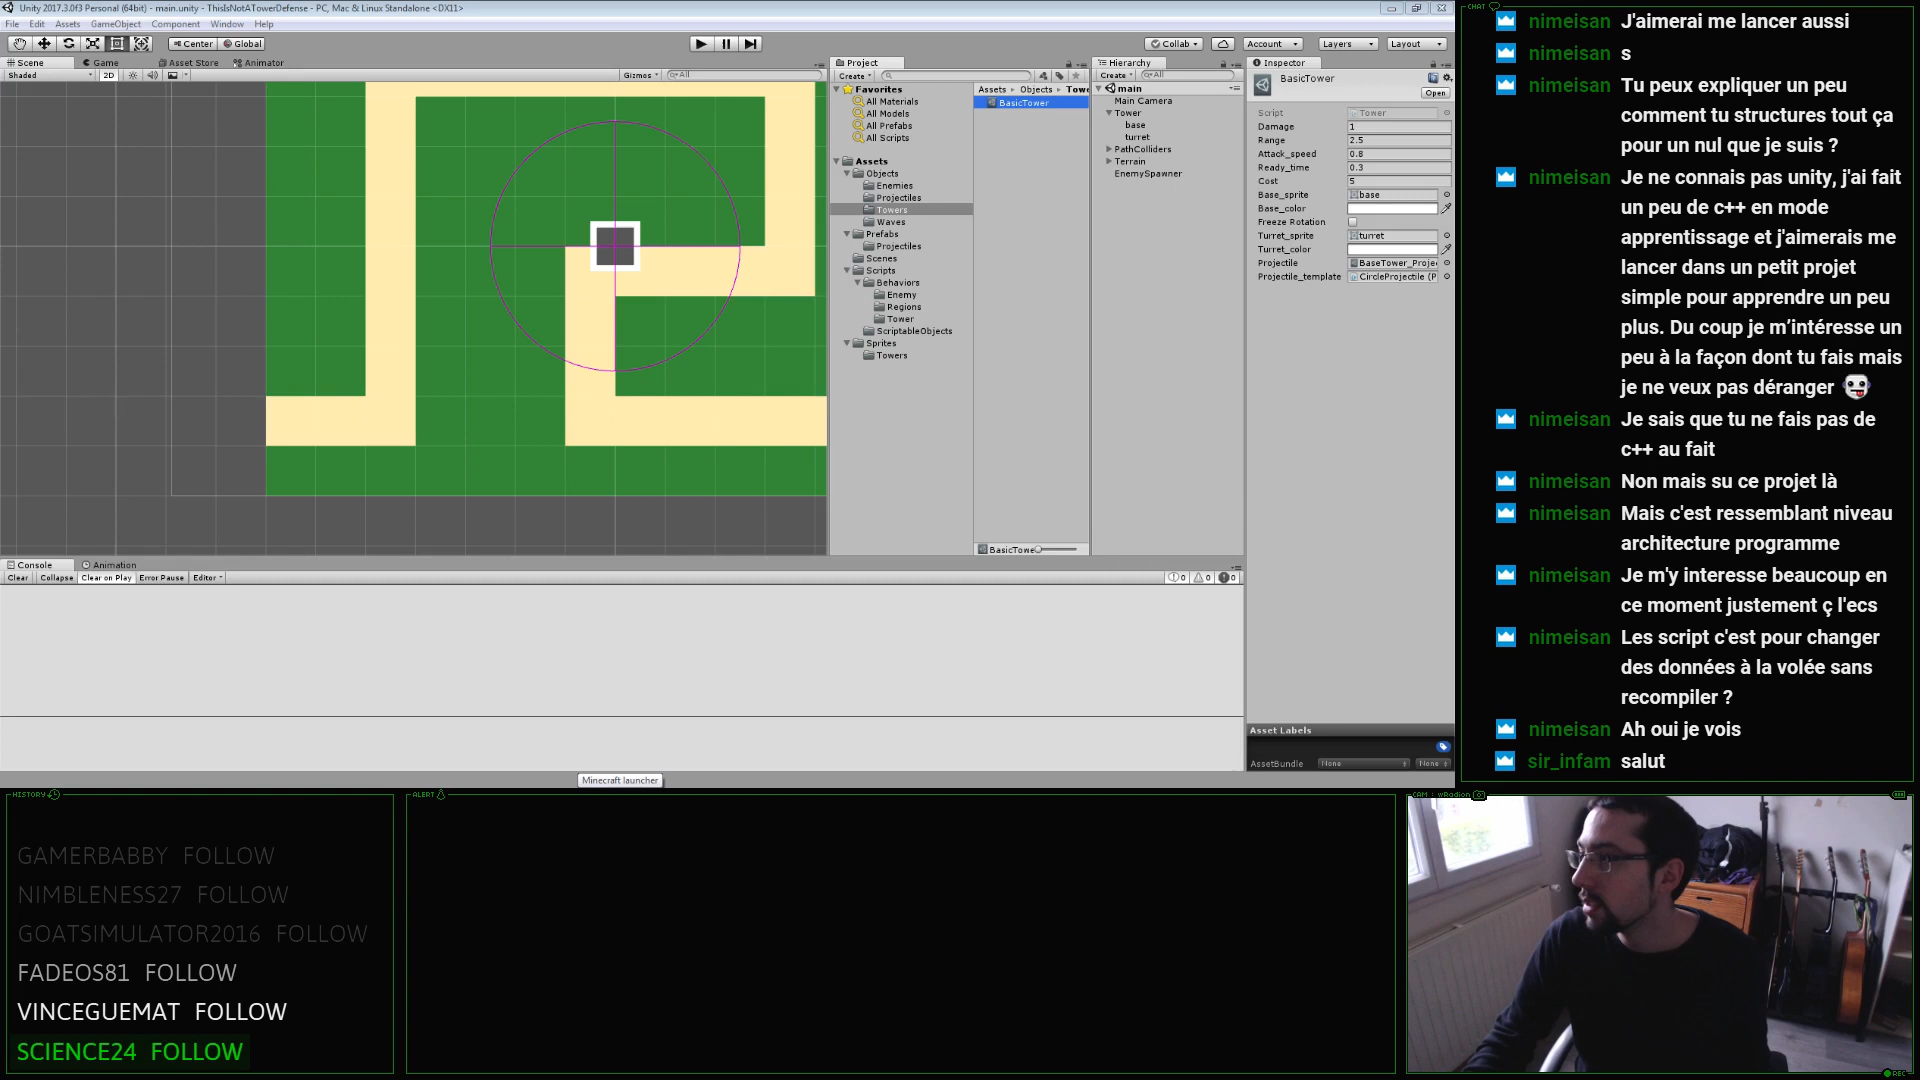 Unity 2017.3.0f3 Personal (64bit) - main.unity - ThisIsNotATowerDefense - PC, Mac & Linux Standalone <DX11>
File Edit Assets GameObject Component Window Help
Center Global Collab Account Layers Layout
Scene Game Asset Store Animator
Shaded 2D Gizmos All
Project
Create
Favorites
All Materials
All Models
All Prefabs
All Scripts
Assets
Objects
Enemies
Projectiles
Towers
Waves
Prefabs
Projectiles
Scenes
Scripts
Behaviors
Enemy
Regions
Tower
ScriptableObjects
Sprites
Towers
Assets Objects Towe
BasicTower
BasicTowe
Hierarchy
Create All
main
Main Camera
Tower
base
turret
PathColliders
Terrain
EnemySpawner
Inspector
BasicTower
Open
Script Tower
Damage 1
Range 2.5
Attack_speed 0.8
Ready_time 0.3
Cost 5
Base_sprite base
Base_color
Freeze Rotation
Turret_sprite turret
Turret_color
Projectile BaseTower_Proje
Projectile_template CircleProjectile (P
Asset Labels
AssetBundle None None
Console Animation
Clear Collapse Clear on Play Error Pause Editor 0 0 0
Minecraft launcher
CHAT
nimeisan J'aimerai me lancer aussi
nimeisan s
nimeisan Tu peux expliquer un peu
comment tu structures tout ça
pour un nul que je suis ?
nimeisan Je ne connais pas unity, j'ai fait
un peu de c++ en mode
apprentissage et j'aimerais me
lancer dans un petit projet
simple pour apprendre un peu
plus. Du coup je m'intéresse un
peu à la façon dont tu fais mais
je ne veux pas déranger
nimeisan Je sais que tu ne fais pas de
c++ au fait
nimeisan Non mais su ce projet là
nimeisan Mais c'est ressemblant niveau
architecture programme
nimeisan Je m'y interesse beaucoup en
ce moment justement ç l'ecs
nimeisan Les script c'est pour changer
des données à la volée sans
recompiler ?
nimeisan Ah oui je vois
sir_infam salut
HISTORY
GAMERBABBY FOLLOW
NIMBLENESS27 FOLLOW
GOATSIMULATOR2016 FOLLOW
FADEOS81 FOLLOW
VINCEGUEMAT FOLLOW
SCIENCE24 FOLLOW
ALERT
CAM : wRadion
REC